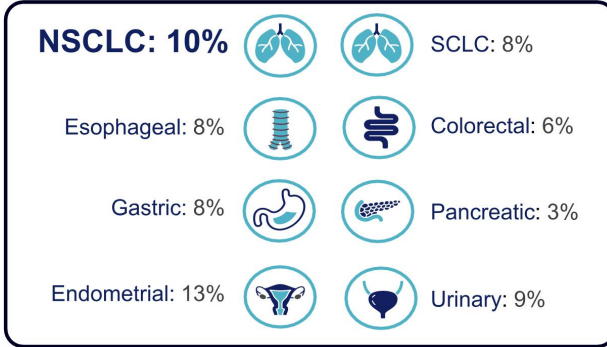 NSCLC: 10%
SCLC: 8%
Esophageal: 8%
Colorectal: 6%
Gastric: 8%
Pancreatic: 3%
Endometrial: 13%
Urinary: 9%